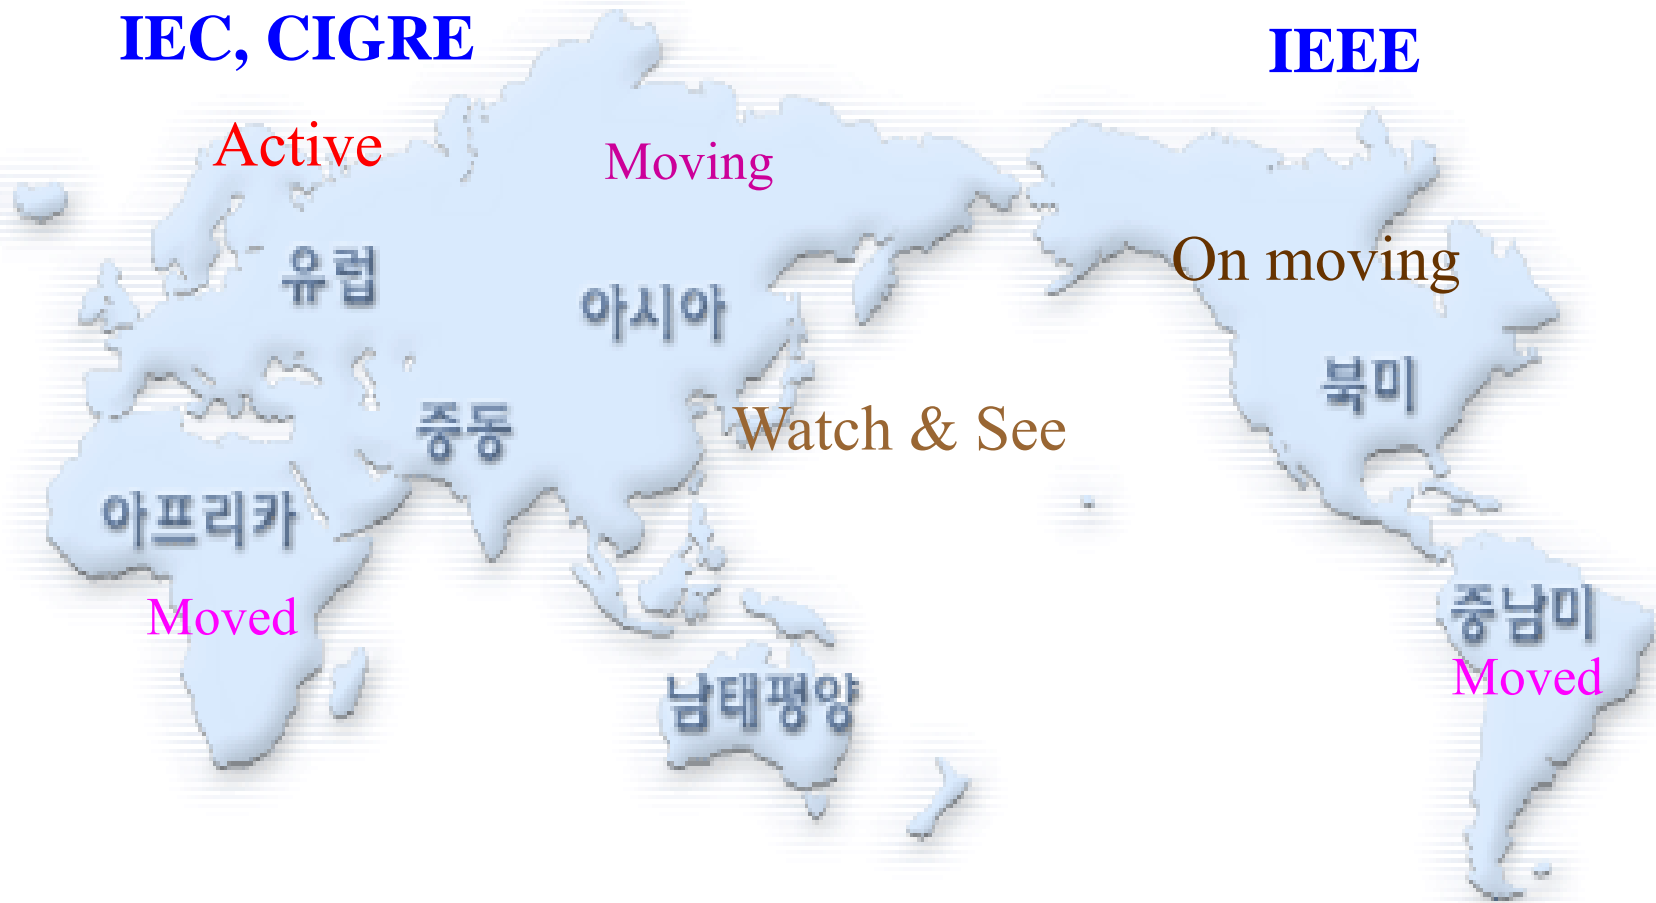 IEC, CIGRE
IEEE
Active
Moving
On moving
유럽
아시아
북미
중동
Watch & See
아프리카
Moved
중남미
Moved
남태평양